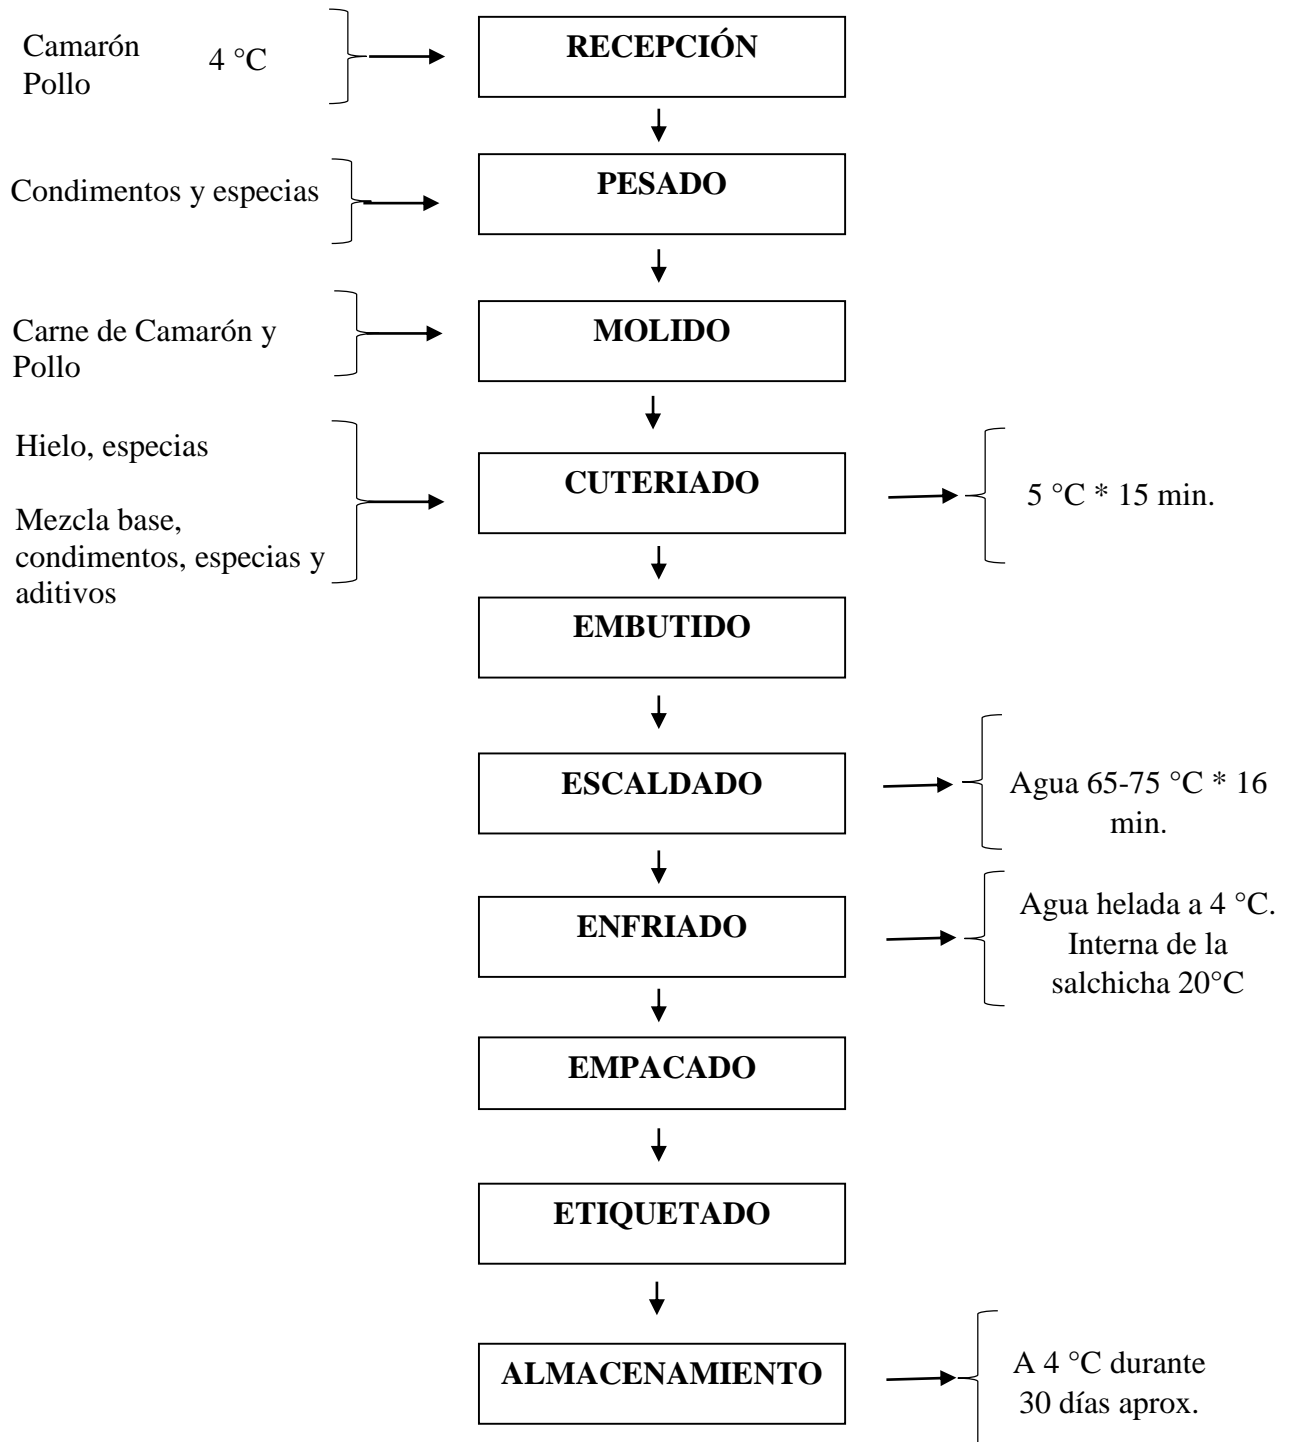 Camarón
Pollo
4 °C
RECEPCIÓN
Condimentos y especias
PESADO
Carne de Camarón y
Pollo
MOLIDO
Hielo, especias
Mezcla base,
condimentos, especias y
aditivos
CUTERIADO
5 °C * 15 min.
EMBUTIDO
ESCALDADO
Agua 65-75 °C * 16
min.
ENFRIADO
Agua helada a 4 °C.
Interna de la
salchicha 20°C
EMPACADO
ETIQUETADO
ALMACENAMIENTO
A 4 °C durante
30 días aprox.